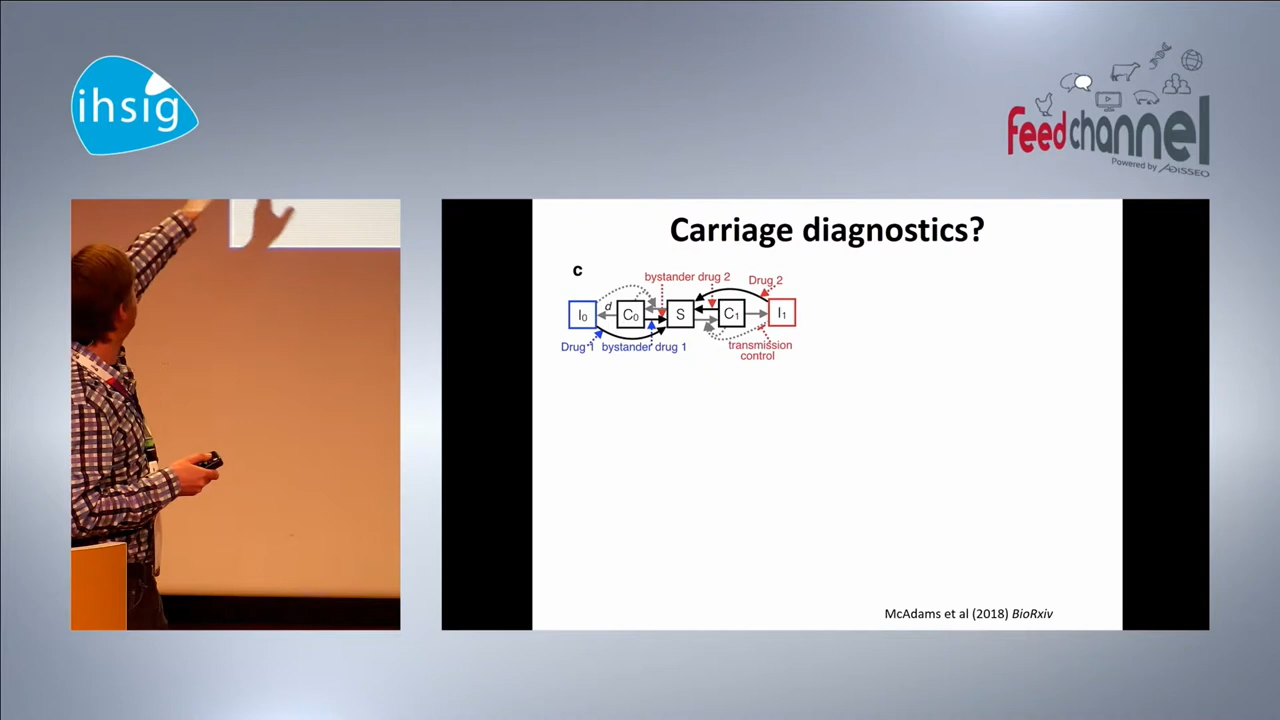 ihsig
feedchannel
Powered by ADISSEO
Carriage diagnostics?
c
bystander drug 2
Drug 2
d
I₀
C₀
S
C₁
I₁
Drug 1
bystander drug 1
transmission
control
McAdams et al (2018) BioRxiv